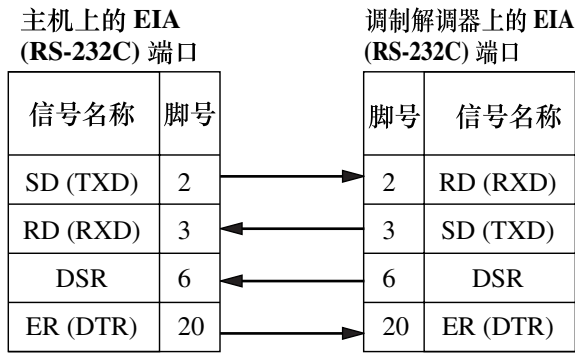 主机上的 EIA
(RS-232C) 端口
调制解调器上的 EIA
(RS-232C) 端口
信号名称 脚号 脚号 信号名称
SD (TXD) 2 2 RD (RXD)
RD (RXD) 3 3 SD (TXD)
DSR 6 6 DSR
ER (DTR) 20 20 ER (DTR)